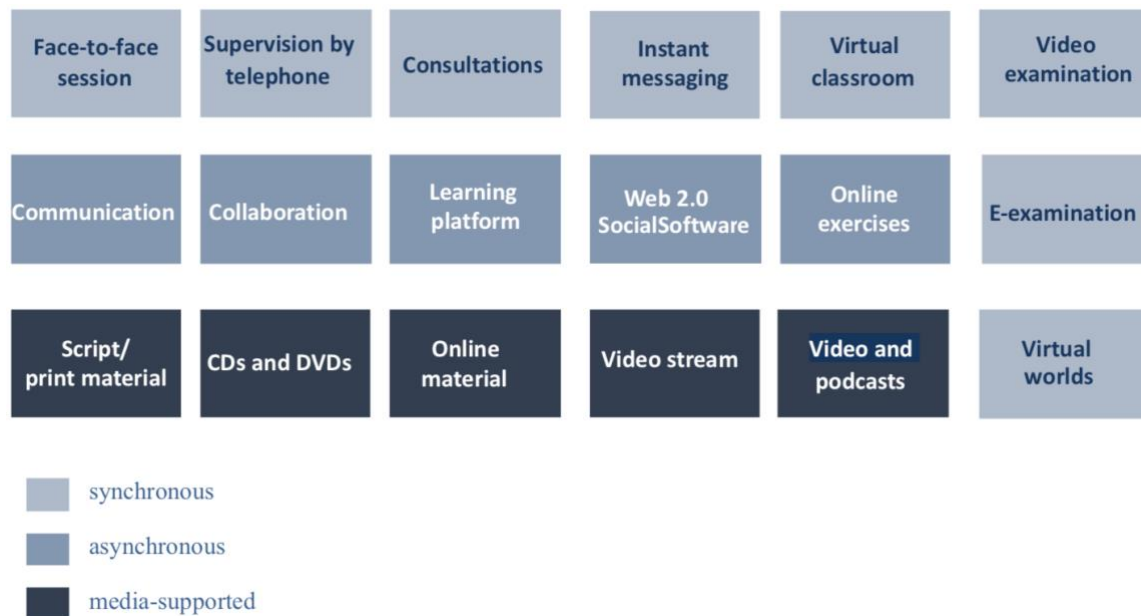 Face-to-face
session
Supervision by
telephone
Consultations
Instant
messaging
Virtual
classroom
Video
examination
Communication
Collaboration
Learning
platform
Web 2.0
SocialSoftware
Online
exercises
E-examination
Script/
print material
CDs and DVDs
Online
material
Video stream
Video and
podcasts
Virtual
worlds
synchronous
asynchronous
media-supported